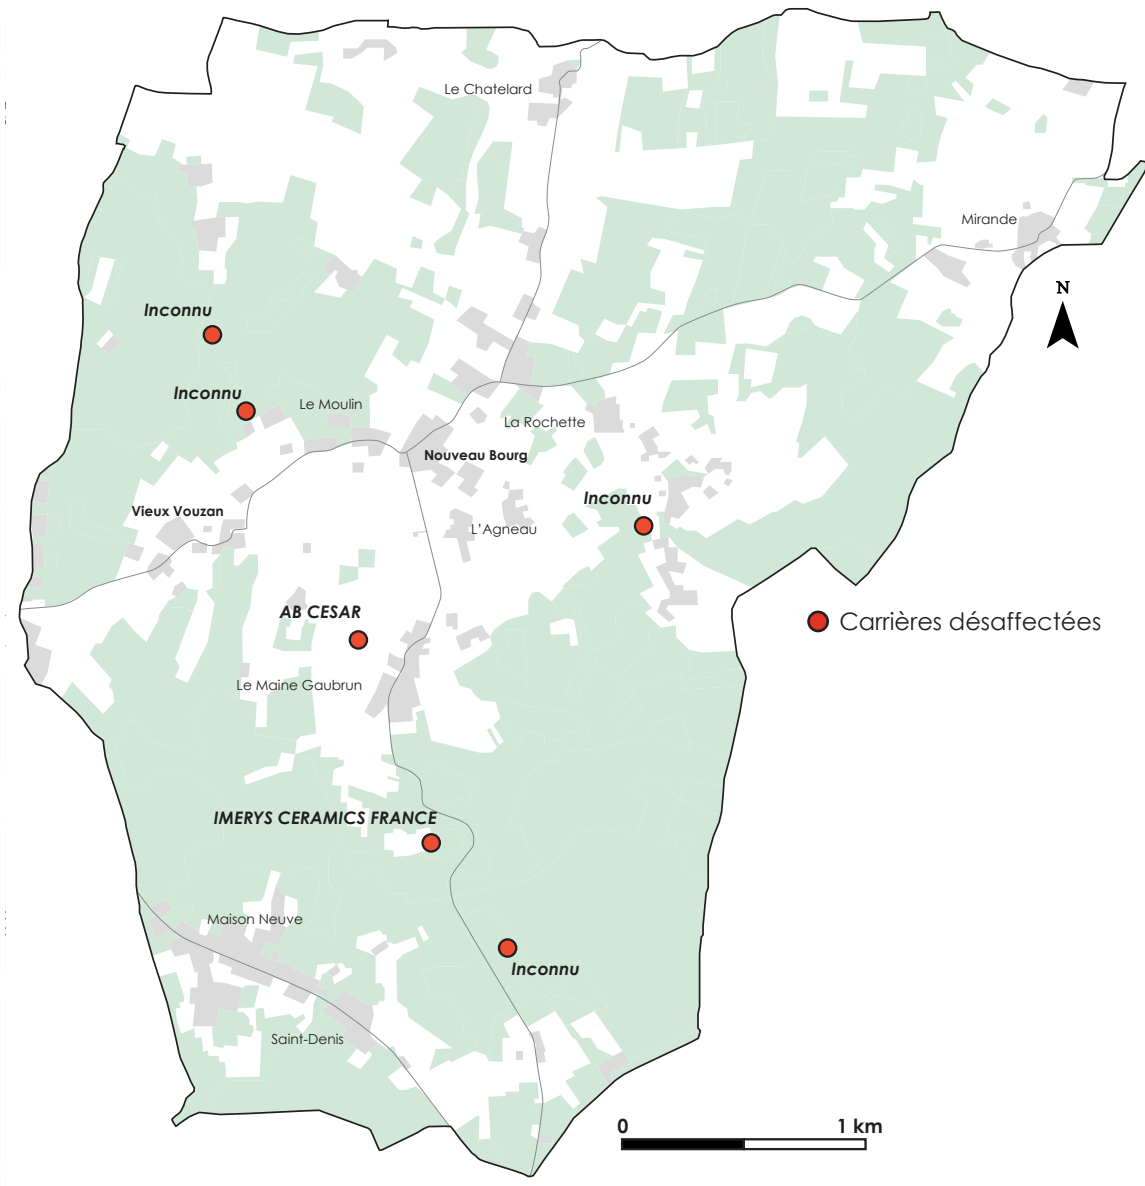 Le Chatelard
Mirande
N
Inconnu
Inconnu
Le Moulin
La Rochette
Nouveau Bourg
Inconnu
Vieux Vouzan
L'Agneau
AB CESAR
Carrières désaffectées
Le Maine Gaubrun
IMERYS CERAMICS FRANCE
Maison Neuve
Inconnu
Saint-Denis
0 1 km